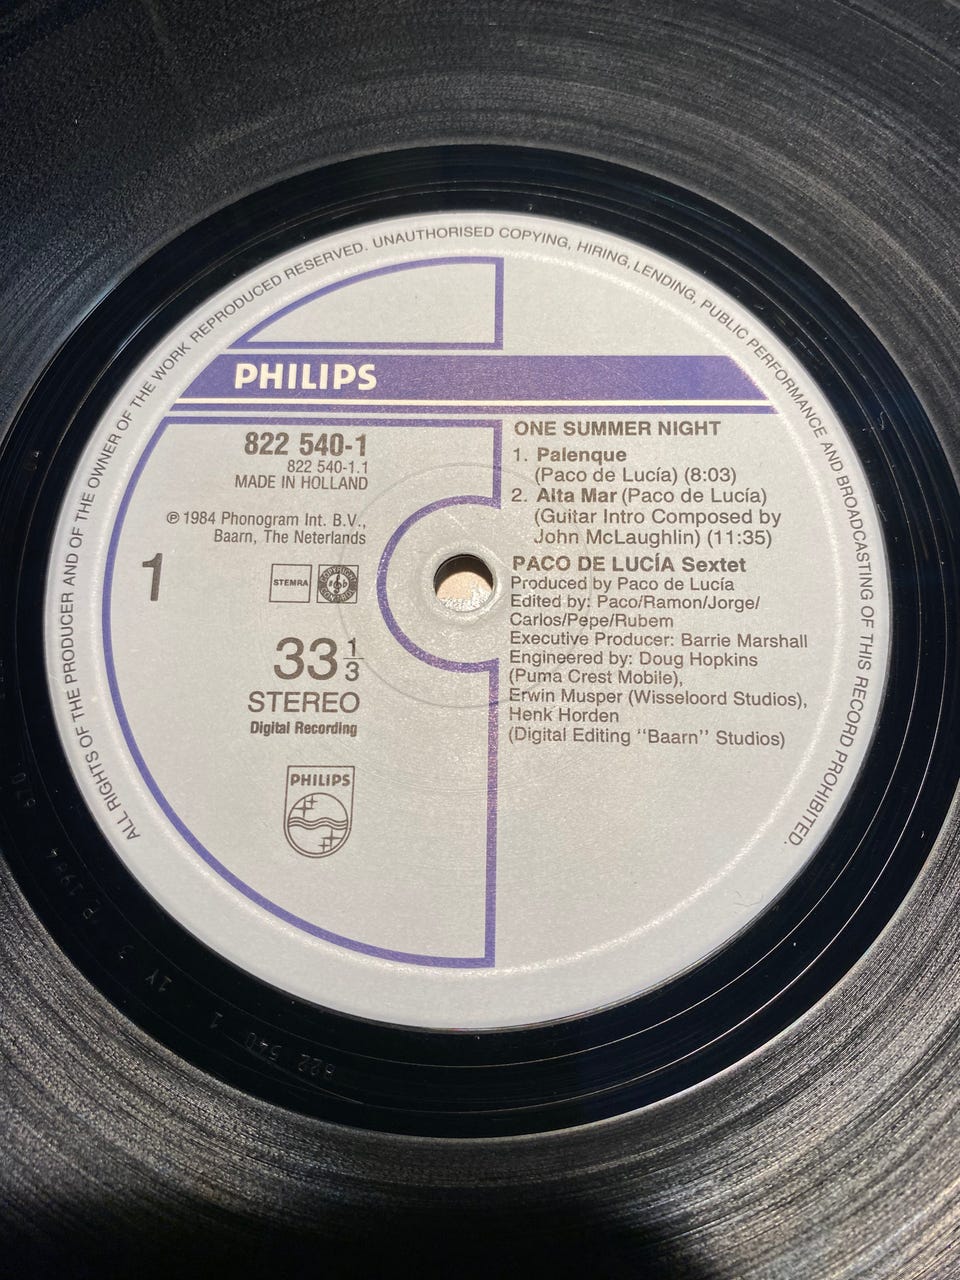 ALL RIGHTS OF THE PRODUCER AND OF THE OWNER OF THE WORK REPRODUCED RESERVED. UNAUTHORISED COPYING, HIRING, LENDING, PUBLIC PERFORMANCE AND BROADCASTING OF THIS RECORD PROHIBITED.
PHILIPS
822 540-1
822 540-1.1
MADE IN HOLLAND
℗ 1984 Phonogram Int. B.V.,
Baarn, The Neterlands
1
STEMRA
33 1/3
STEREO
Digital Recording
PHILIPS
ONE SUMMER NIGHT
1. Palenque
(Paco de Lucía) (8:03)
2. Alta Mar (Paco de Lucía)
(Guitar Intro Composed by
John McLaughlin) (11:35)
PACO DE LUCÍA Sextet
Produced by Paco de Lucía
Edited by: Paco/Ramon/Jorge/
Carlos/Pepe/Rubem
Executive Producer: Barrie Marshall
Engineered by: Doug Hopkins
(Puma Crest Mobile),
Erwin Musper (Wisseloord Studios),
Henk Horden
(Digital Editing "Baarn" Studios)
822 540 1